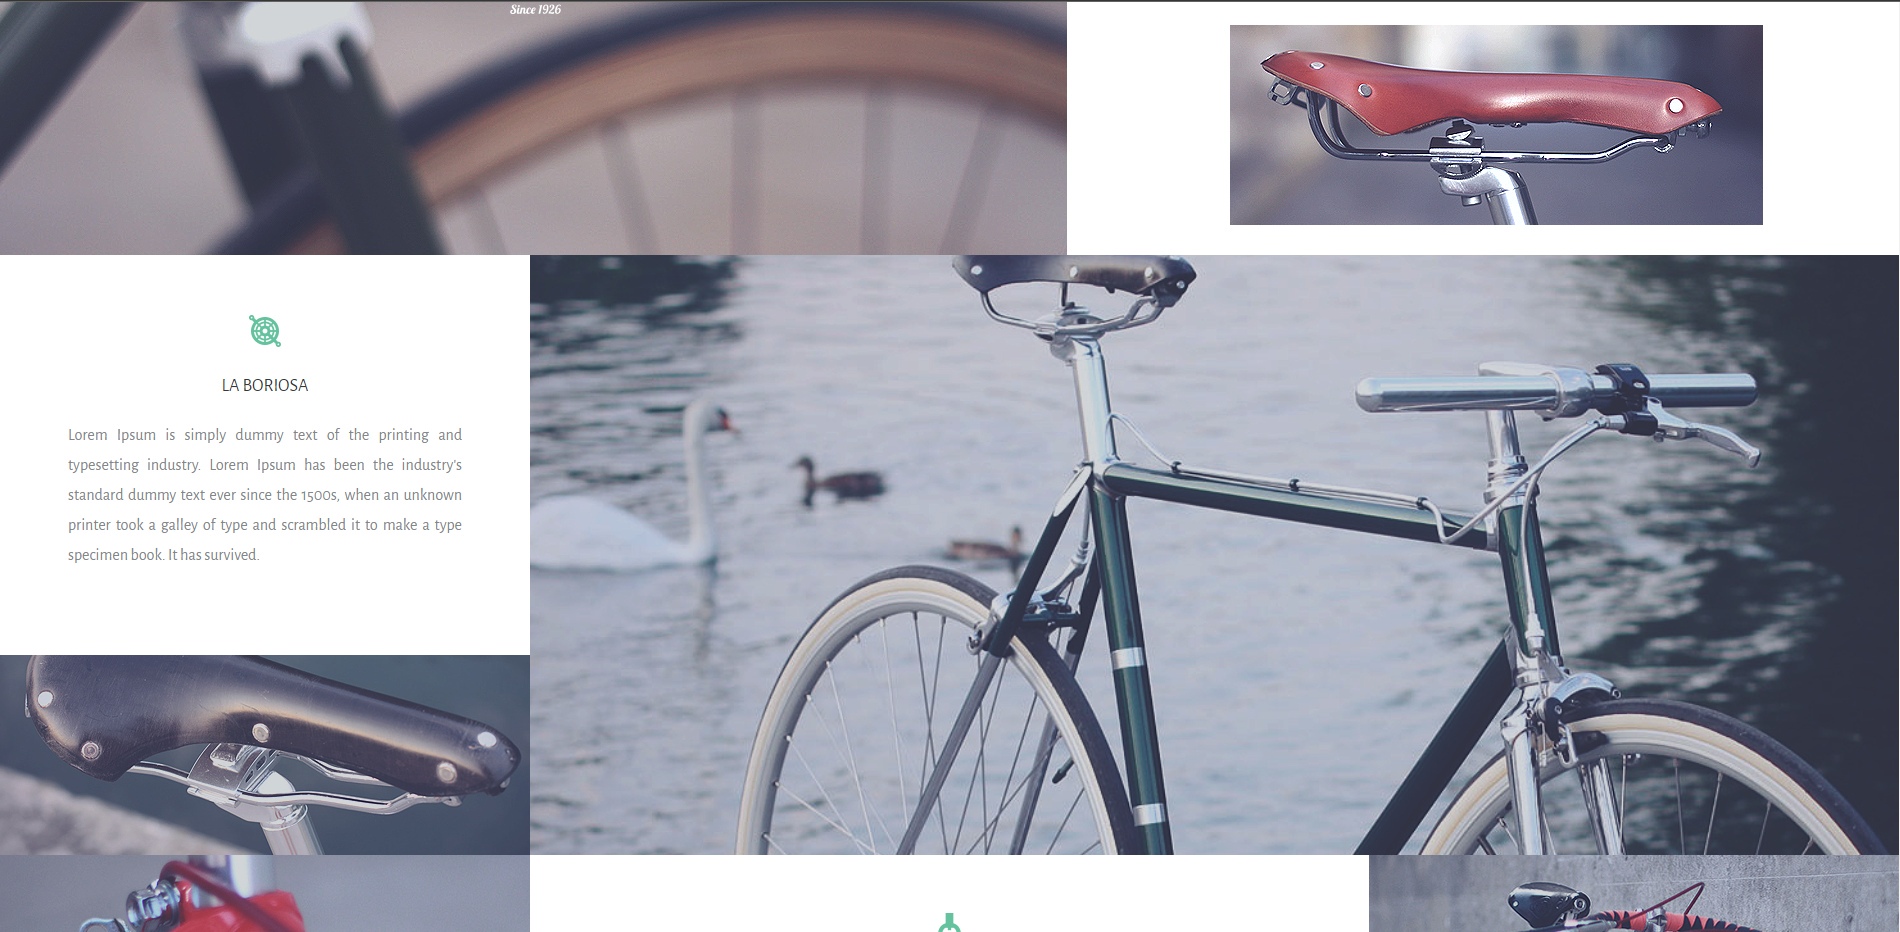 Since 1926
LA BORIOSA
Lorem Ipsum is simply dummy text of the printing and
typesetting industry. Lorem Ipsum has been the industry's
standard dummy text ever since the 1500s, when an unknown
printer took a galley of type and scrambled it to make a type
specimen book. It has survived.